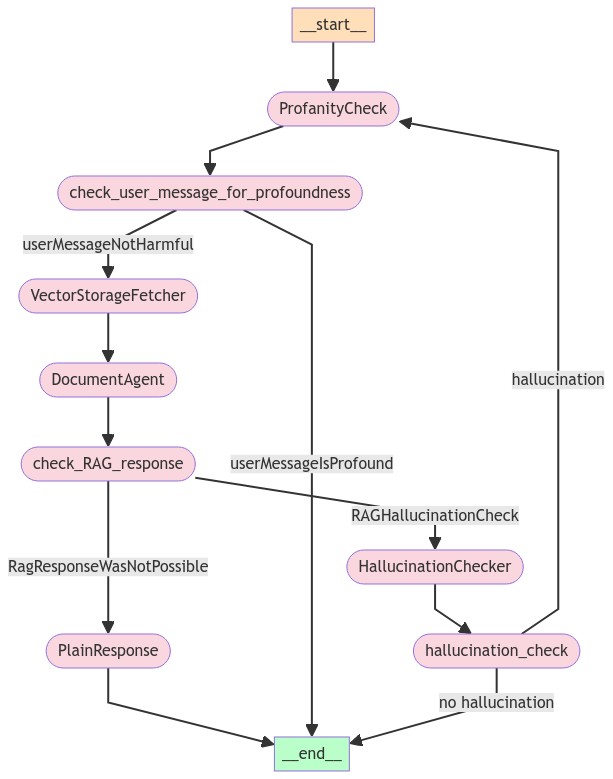 __start__
ProfanityCheck
check_user_message_for_profoundness
userMessageNotHarmful
VectorStorageFetcher
DocumentAgent
hallucination
check_RAG_response
userMessageIsProfound
RAGHallucinationCheck
RagResponseWasNotPossible
HallucinationChecker
PlainResponse
hallucination_check
no hallucination
__end__